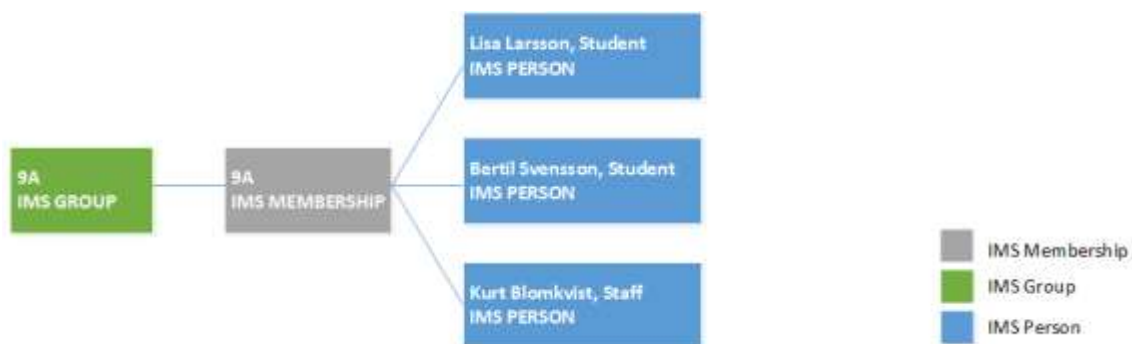 Lisa Larsson, Student
IMS PERSON
9A
IMS GROUP
9A
IMS MEMBERSHIP
Bertil Svensson, Student
IMS PERSON
Kurt Blomkvist, Staff
IMS PERSON
IMS Membership
IMS Group
IMS Person